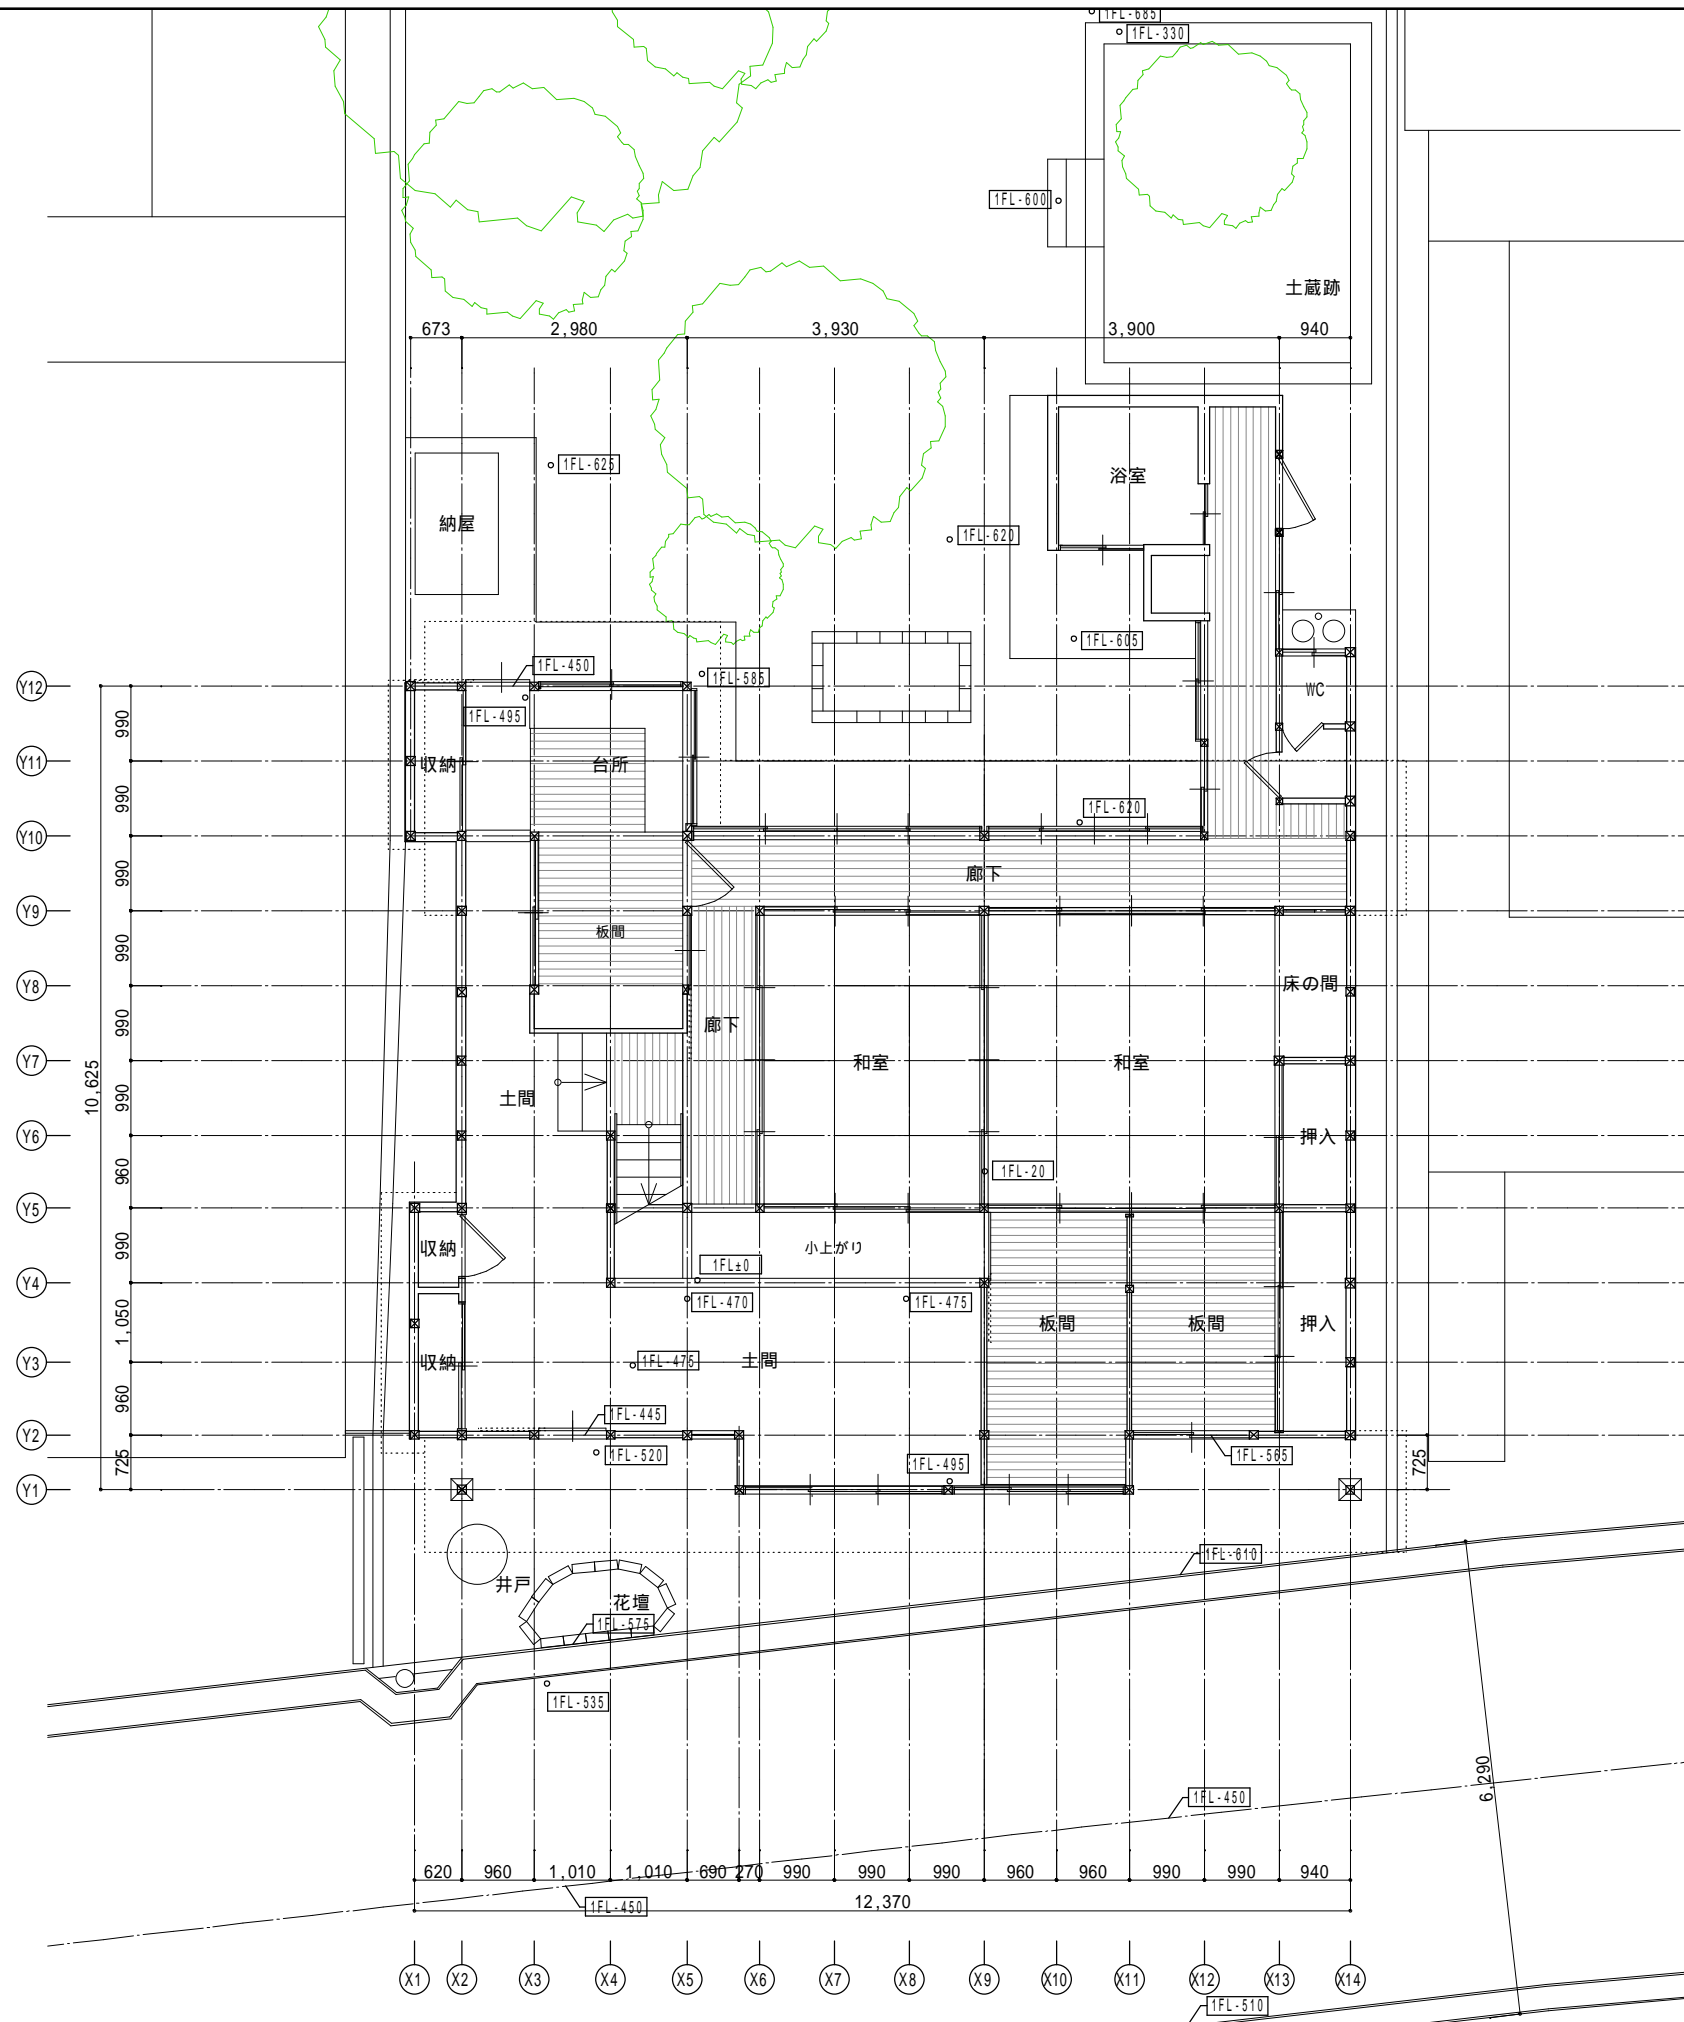 1FL-685
1FL-330
1FL-600
土蔵跡
673
2,980
3,930
3,900
940
1FL-625
浴室
納屋
1FL-620
1FL-605
1FL-450
1FL-585
Y12
WC
1FL-495
990
Y11
収納
台所
990
1FL-620
Y10
990
廊下
Y9
板間
990
Y8
床の間
990
廊下
Y7
和室
和室
10,625
990
土間
Y6
押入
960
1FL-20
Y5
990
収納
小上がり
1FL±0
Y4
1FL-470
1FL-475
1,050
板間
板間
押入
Y3
収納
1FL-475
土間
960
1FL-445
Y2
1FL-520
1FL-495
1FL-565
725
725
Y1
1FL-610
井戸
花壇
1FL-575
1FL-535
6,290
1FL-450
620
960
1,010
1,010
690
270
990
990
990
960
960
990
990
940
1FL-450
12,370
X1
X2
X3
X4
X5
X6
X7
X8
X9
X10
X11
X12
X13
X14
1FL-510